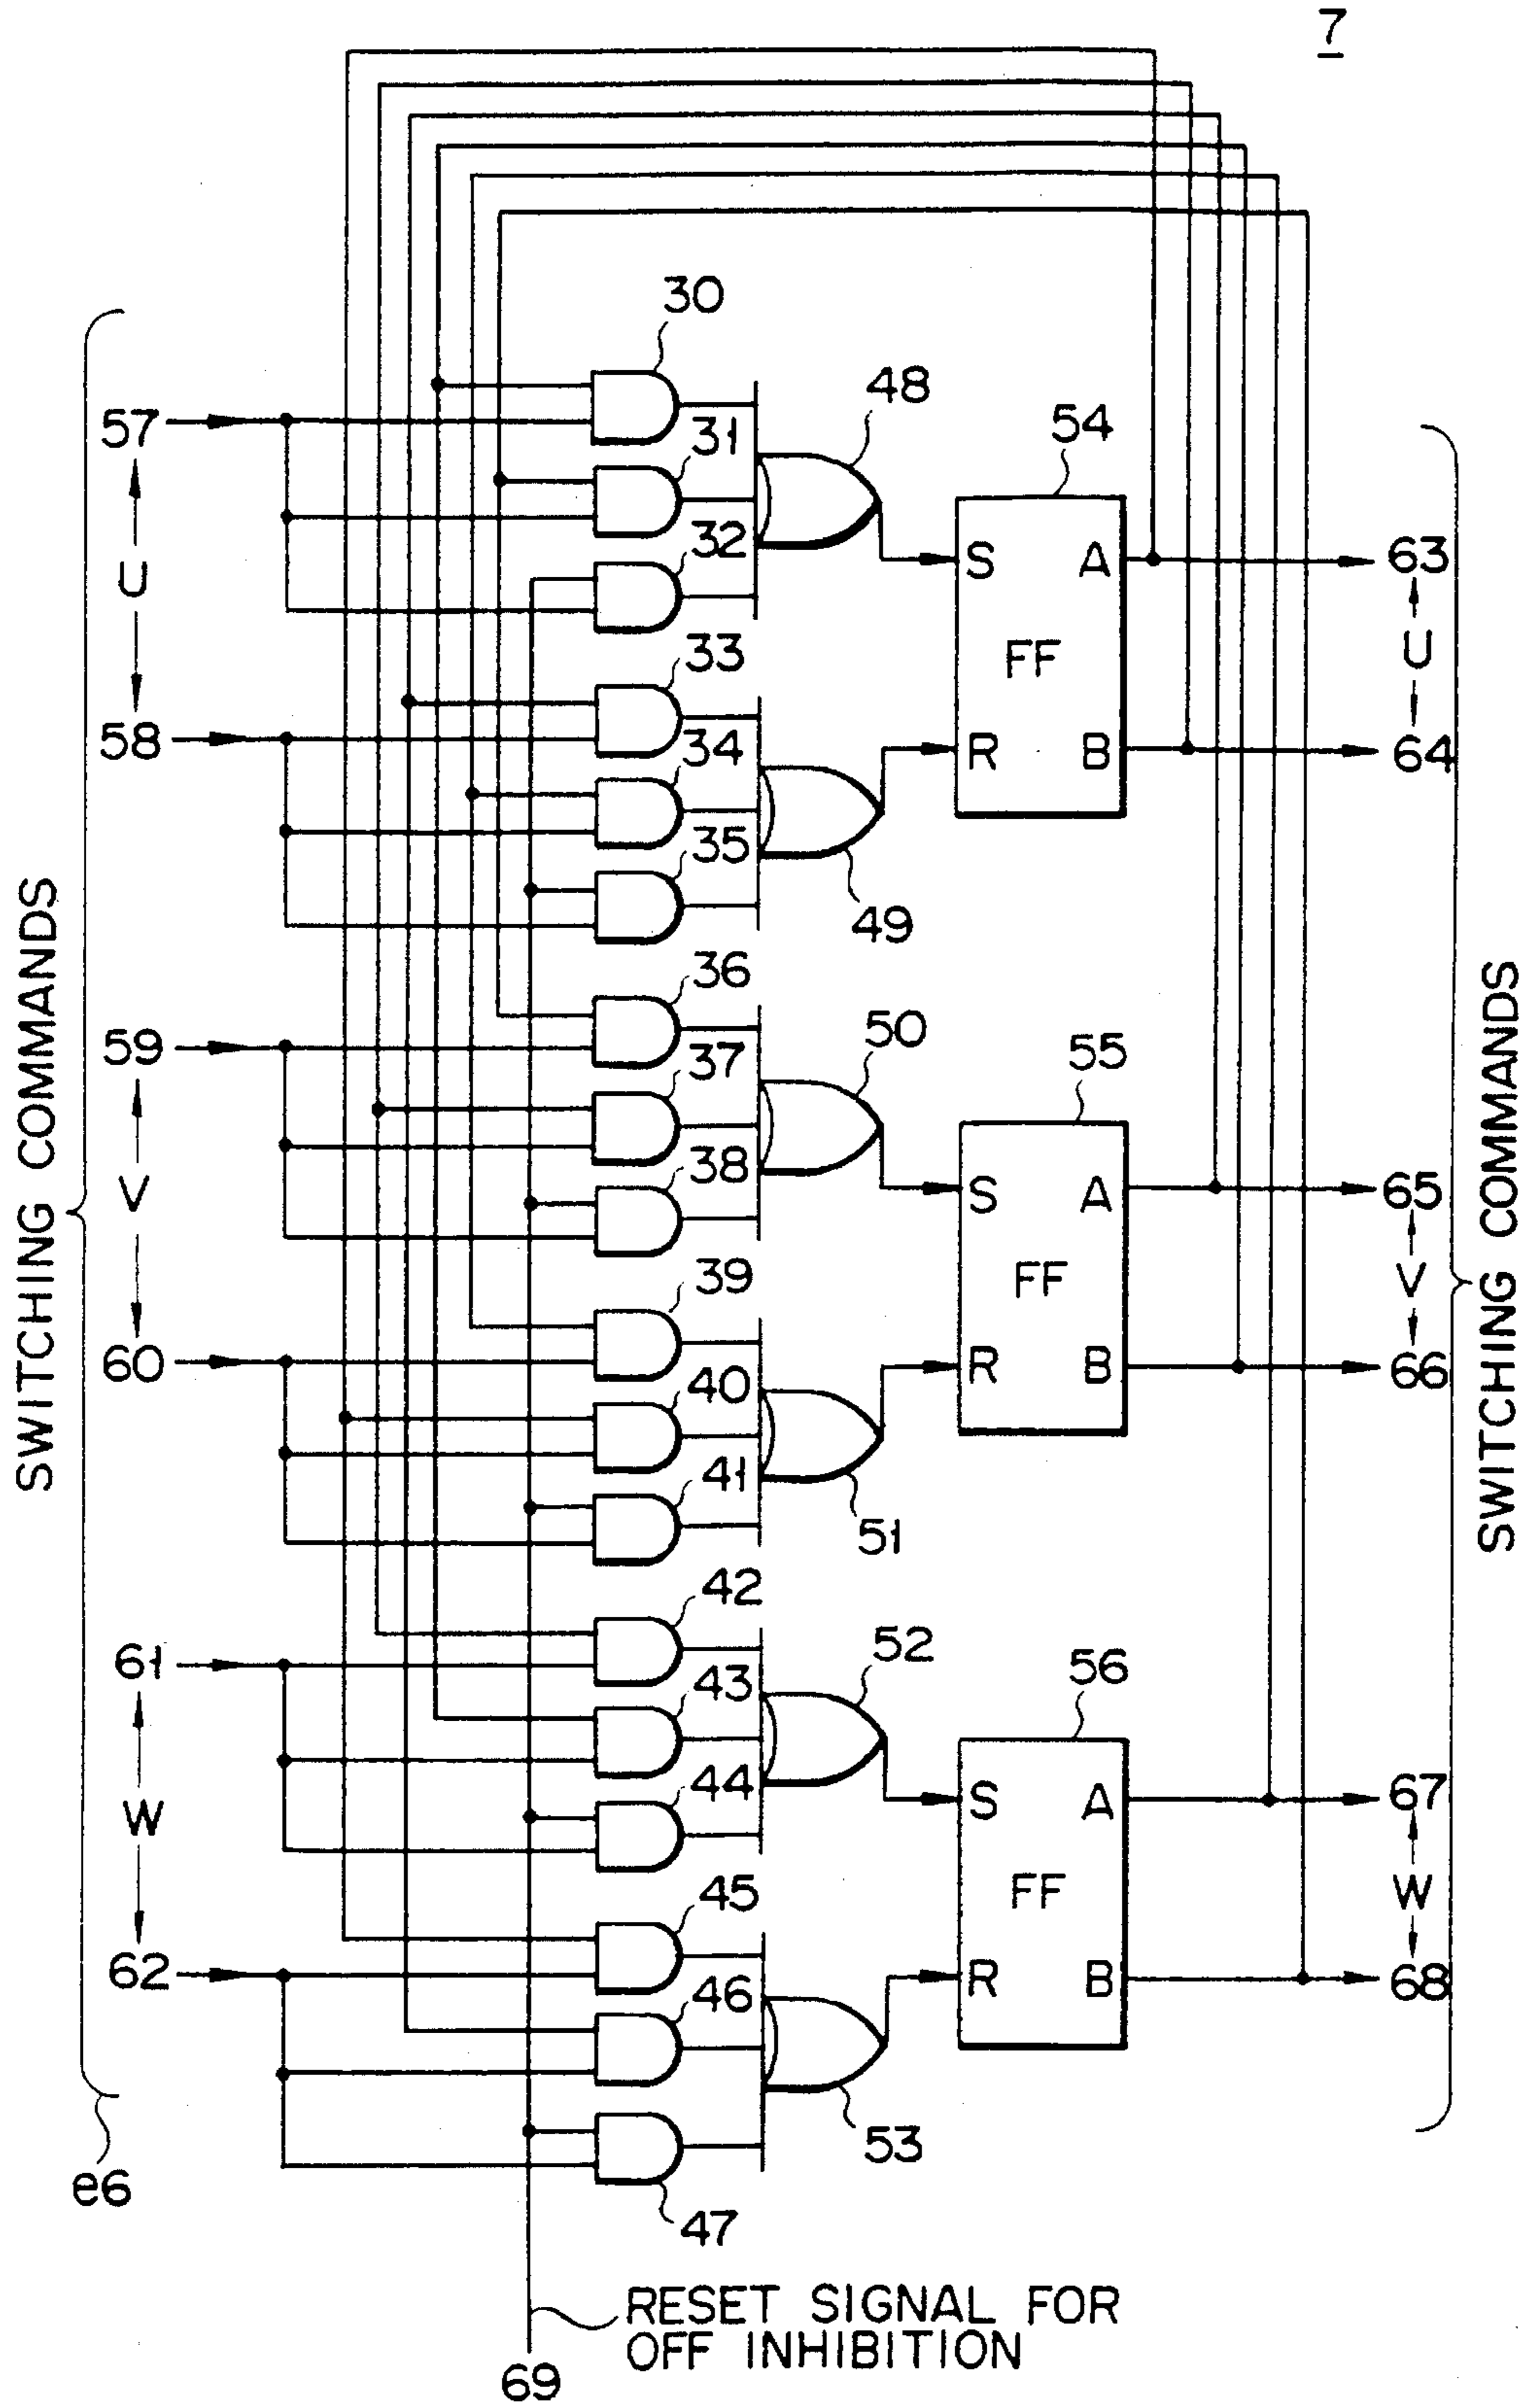 7
30
57
31
48
54
32
S
A
63
U
FF
U
33
58
34
R
B
64
35
49
36
59
37
50
55
38
S
A
65
V
FF
V
39
60
40
R
B
66
41
51
42
61
43
52
56
44
S
A
67
W
FF
W
45
62
46
R
B
68
53
47
e6
SWITCHING COMMANDS
SWITCHING COMMANDS
RESET SIGNAL FOR
OFF INHIBITION
69